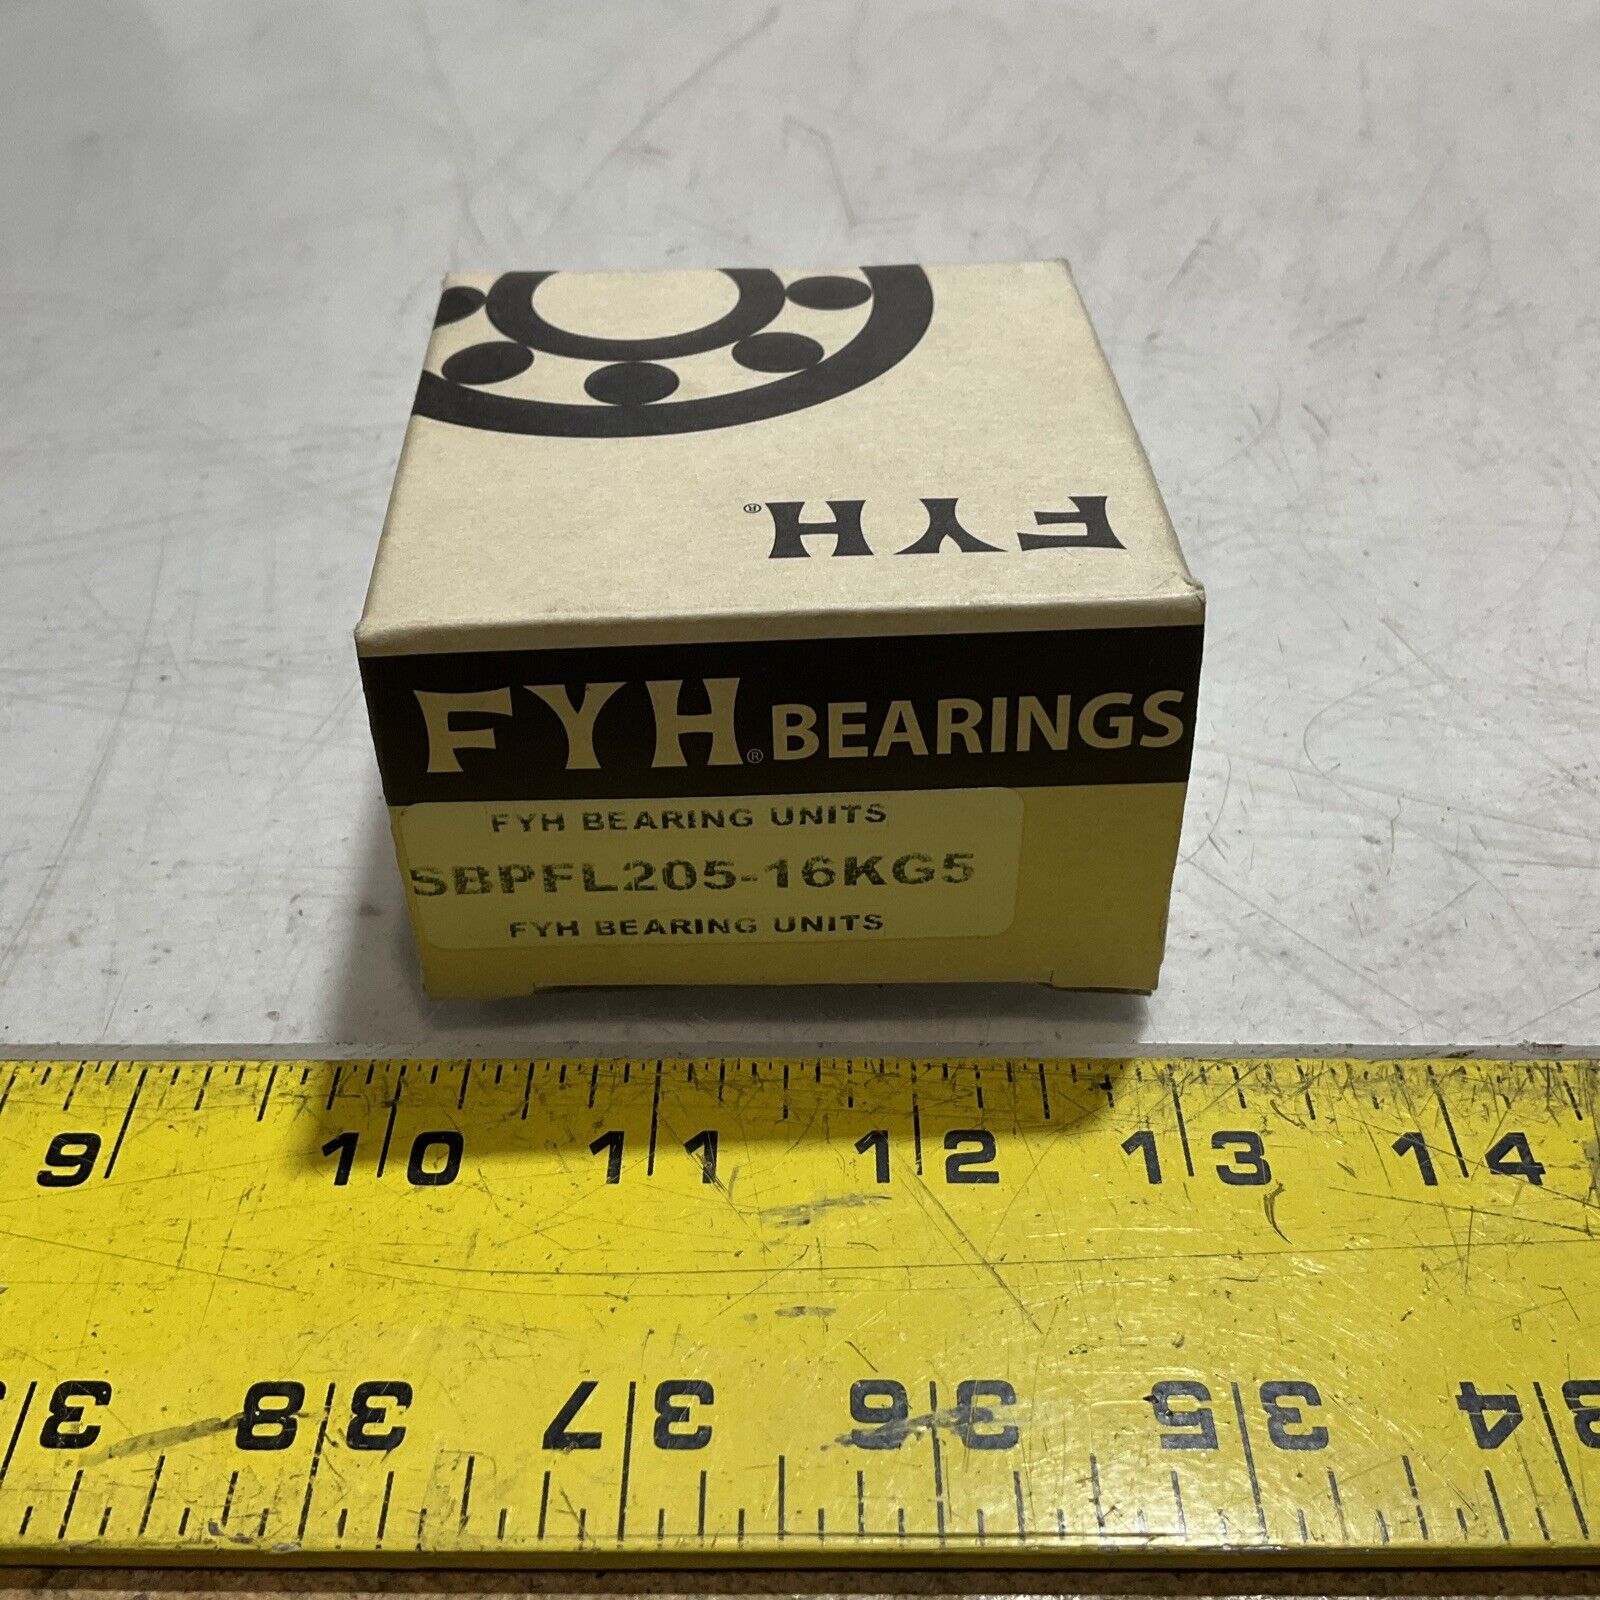 FYH®
FYH® BEARINGS
FYH BEARING UNITS
SBPFL205-16KG5
FYH BEARING UNITS
9 10 11 12 13 14
34 35 36 37 38 3